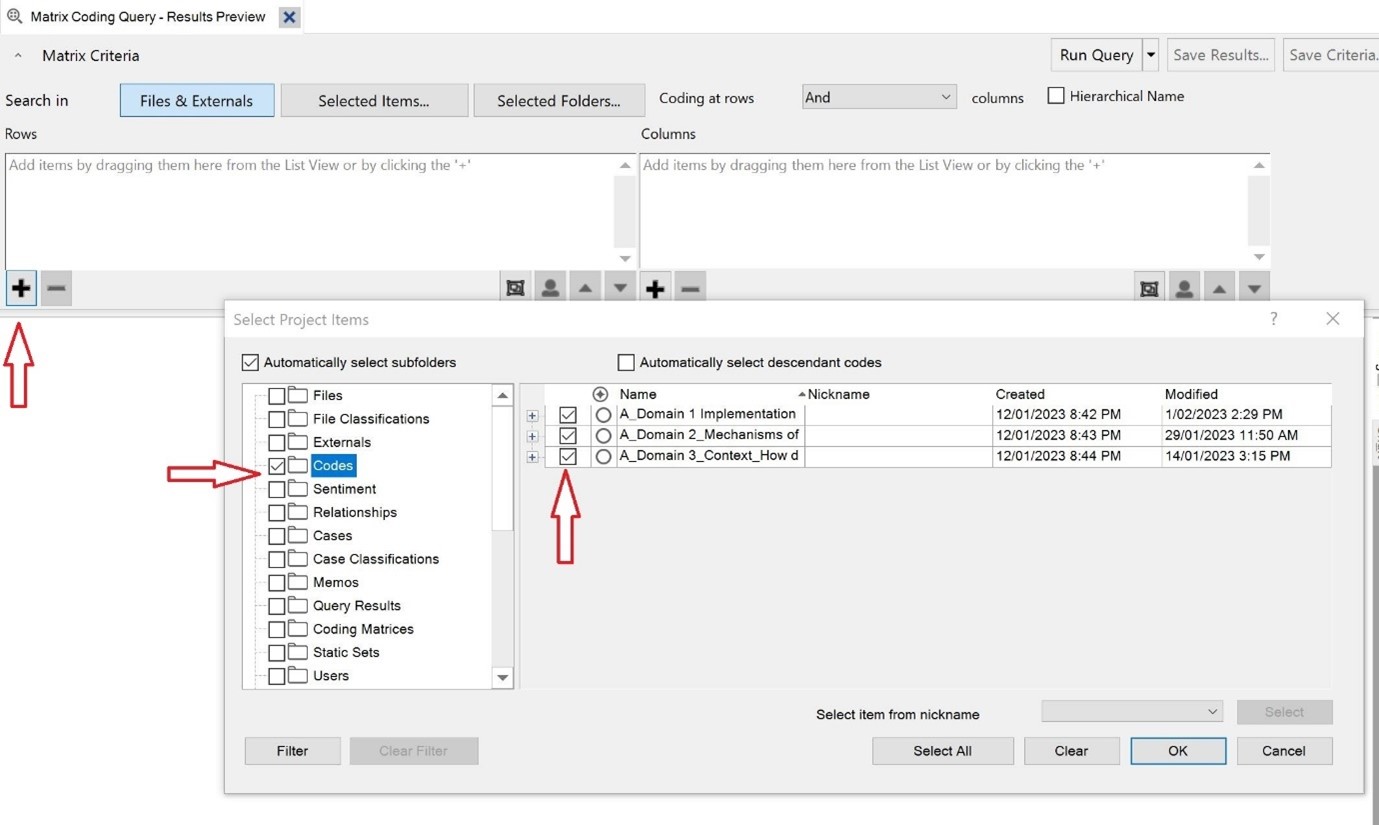 Matrix Coding Query - Results Preview
Matrix Criteria
Run Query
Save Results...
Save Criteria.
Search in
Files & Externals
Selected Items...
Selected Folders...
Coding at rows
And
columns
Hierarchical Name
Rows
Columns
Add items by dragging them here from the List View or by clicking the '+'
Add items by dragging them here from the List View or by clicking the '+'
Select Project Items
?
Automatically select subfolders
Automatically select descendant codes
Files
File Classifications
Externals
Codes
Sentiment
Relationships
Cases
Case Classifications
Memos
Query Results
Coding Matrices
Static Sets
Users
Name Nickname Created Modified
A_Domain 1 Implementation 12/01/2023 8:42 PM 1/02/2023 2:29 PM
A_Domain 2_Mechanisms of 12/01/2023 8:43 PM 29/01/2023 11:50 AM
A_Domain 3_Context_How d 12/01/2023 8:44 PM 14/01/2023 3:15 PM
Select item from nickname
Select
Filter
Clear Filter
Select All
Clear
OK
Cancel